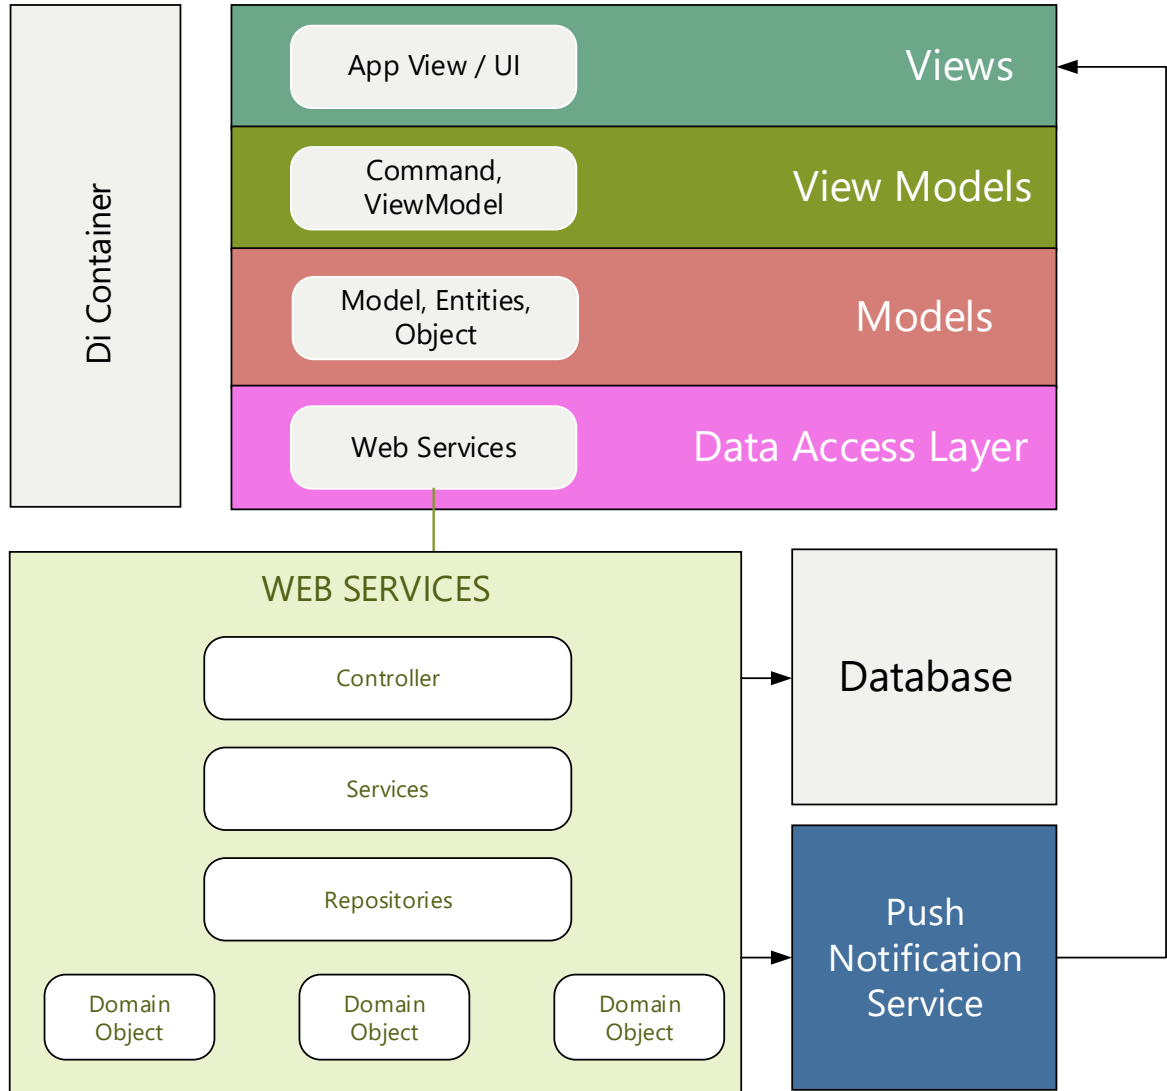 Di Container
App View / UI
Views
Command,
ViewModel
View Models
Model, Entities,
Object
Models
Web Services
Data Access Layer
WEB SERVICES
Controller
Services
Repositories
Domain
Object
Domain
Object
Domain
Object
Database
Push
Notification
Service